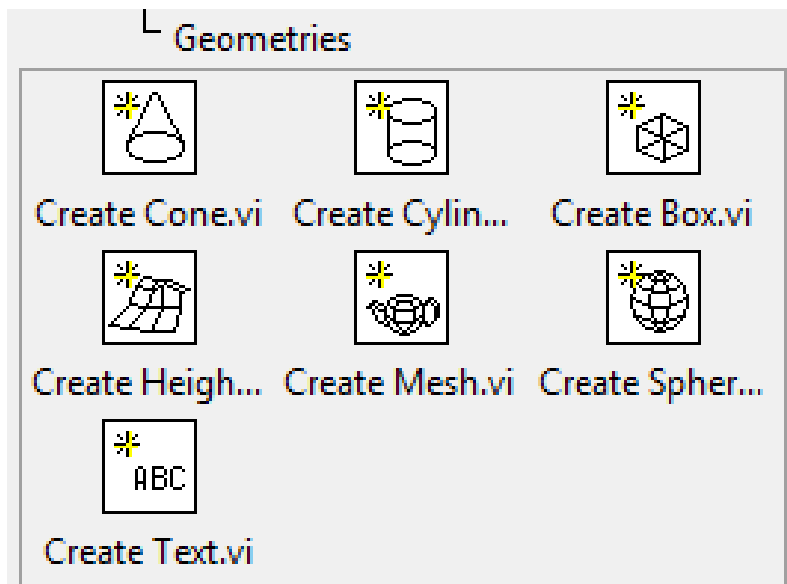 Geometries
Create Cone.vi Create Cylin... Create Box.vi
Create Heigh... Create Mesh.vi Create Spher...
ABC
Create Text.vi